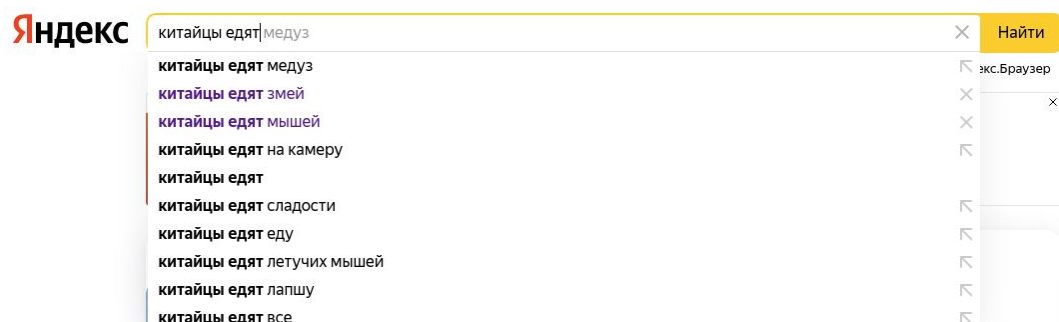 Яндекс
китайцы едят медуз
Найти
екс.Браузер
китайцы едят медуз
китайцы едят змей
китайцы едят мышей
китайцы едят на камеру
китайцы едят
китайцы едят сладости
китайцы едят еду
китайцы едят летучих мышей
китайцы едят лапшу
китайцы едят все